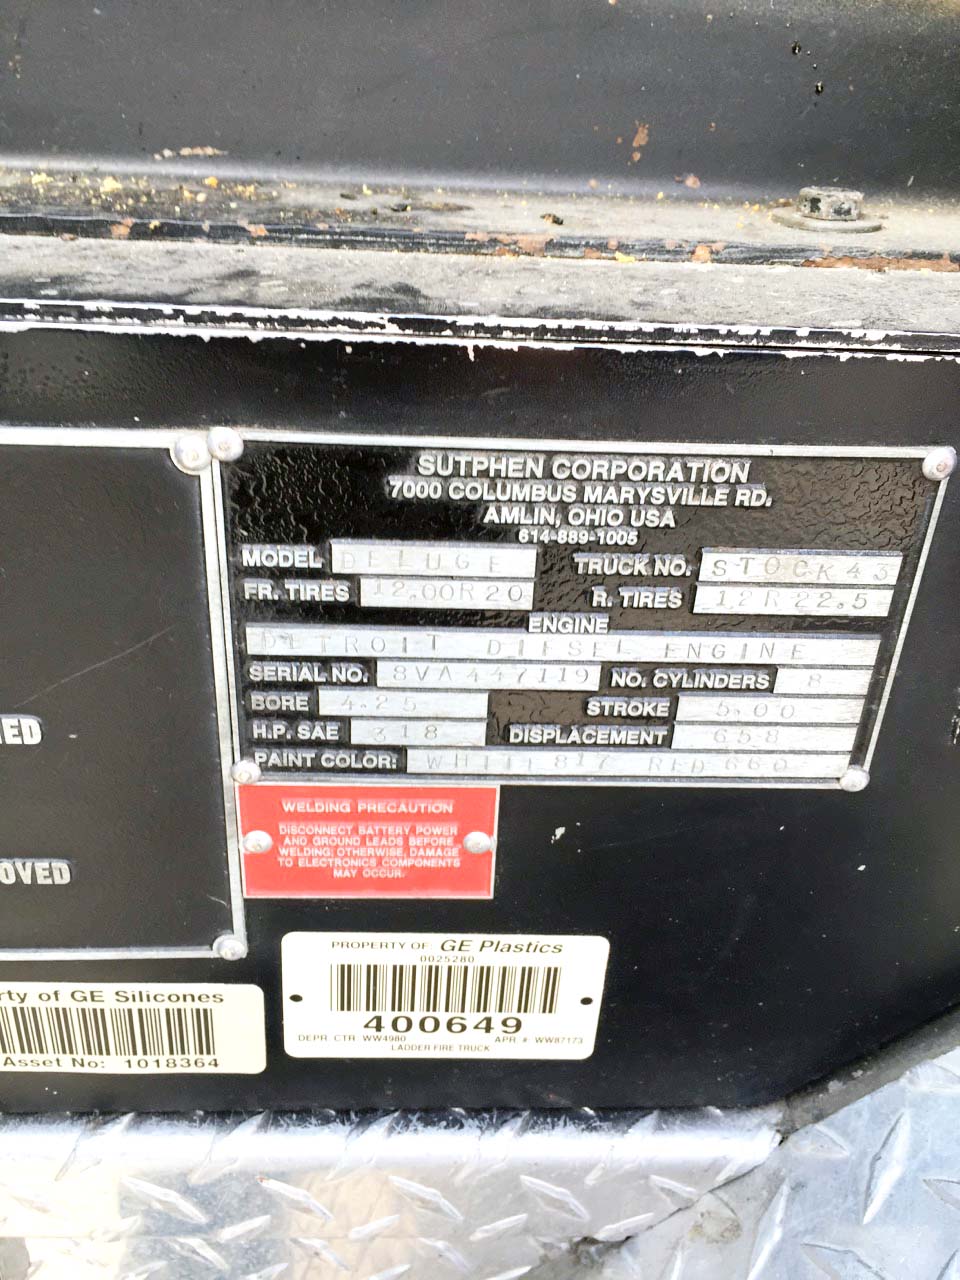 SUTPHEN CORPORATION
7000 COLUMBUS MARYSVILLE RD.
AMLIN, OHIO USA
614-889-1005
MODEL DELUGE TRUCK NO. STOCK43
FR. TIRES 12.00R20 R. TIRES 12R22.5
ENGINE
DETROIT DIESEL ENGINE
SERIAL NO. 8VA447119 NO. CYLINDERS 8
BORE 4.25 STROKE 5.00
H.P. SAE 318 DISPLACEMENT 658
PAINT COLOR: WHITE 817 RED 660
WELDING PRECAUTION
DISCONNECT BATTERY POWER
AND GROUND LEADS BEFORE
WELDING; OTHERWISE, DAMAGE
TO ELECTRONICS COMPONENTS
MAY OCCUR.
OVED
PROPERTY OF GE Plastics
0025280
400649
DEPR. CTR. WW4980 APR. #: WW87173
LADDER FIRE TRUCK
rty of GE Silicones
Asset No: 1018364